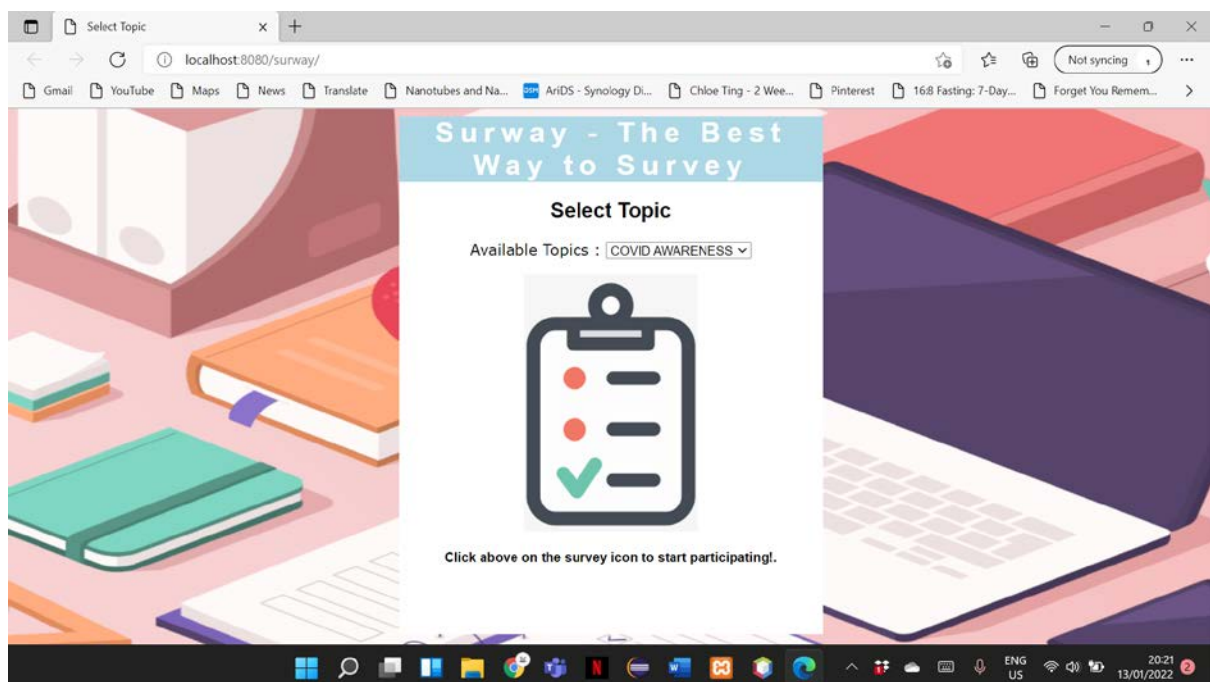 Select Topic
localhost:8080/surway/
Not syncing
Gmail YouTube Maps News Translate Nanotubes and Na... DSM AriDS - Synology Di... Chloe Ting - 2 Wee... Pinterest 16:8 Fasting: 7-Day... Forget You Remem...
Surway - The Best
Way to Survey
Select Topic
Available Topics : COVID AWARENESS
Click above on the survey icon to start participating!.
ENG 20:21
US 13/01/2022 2